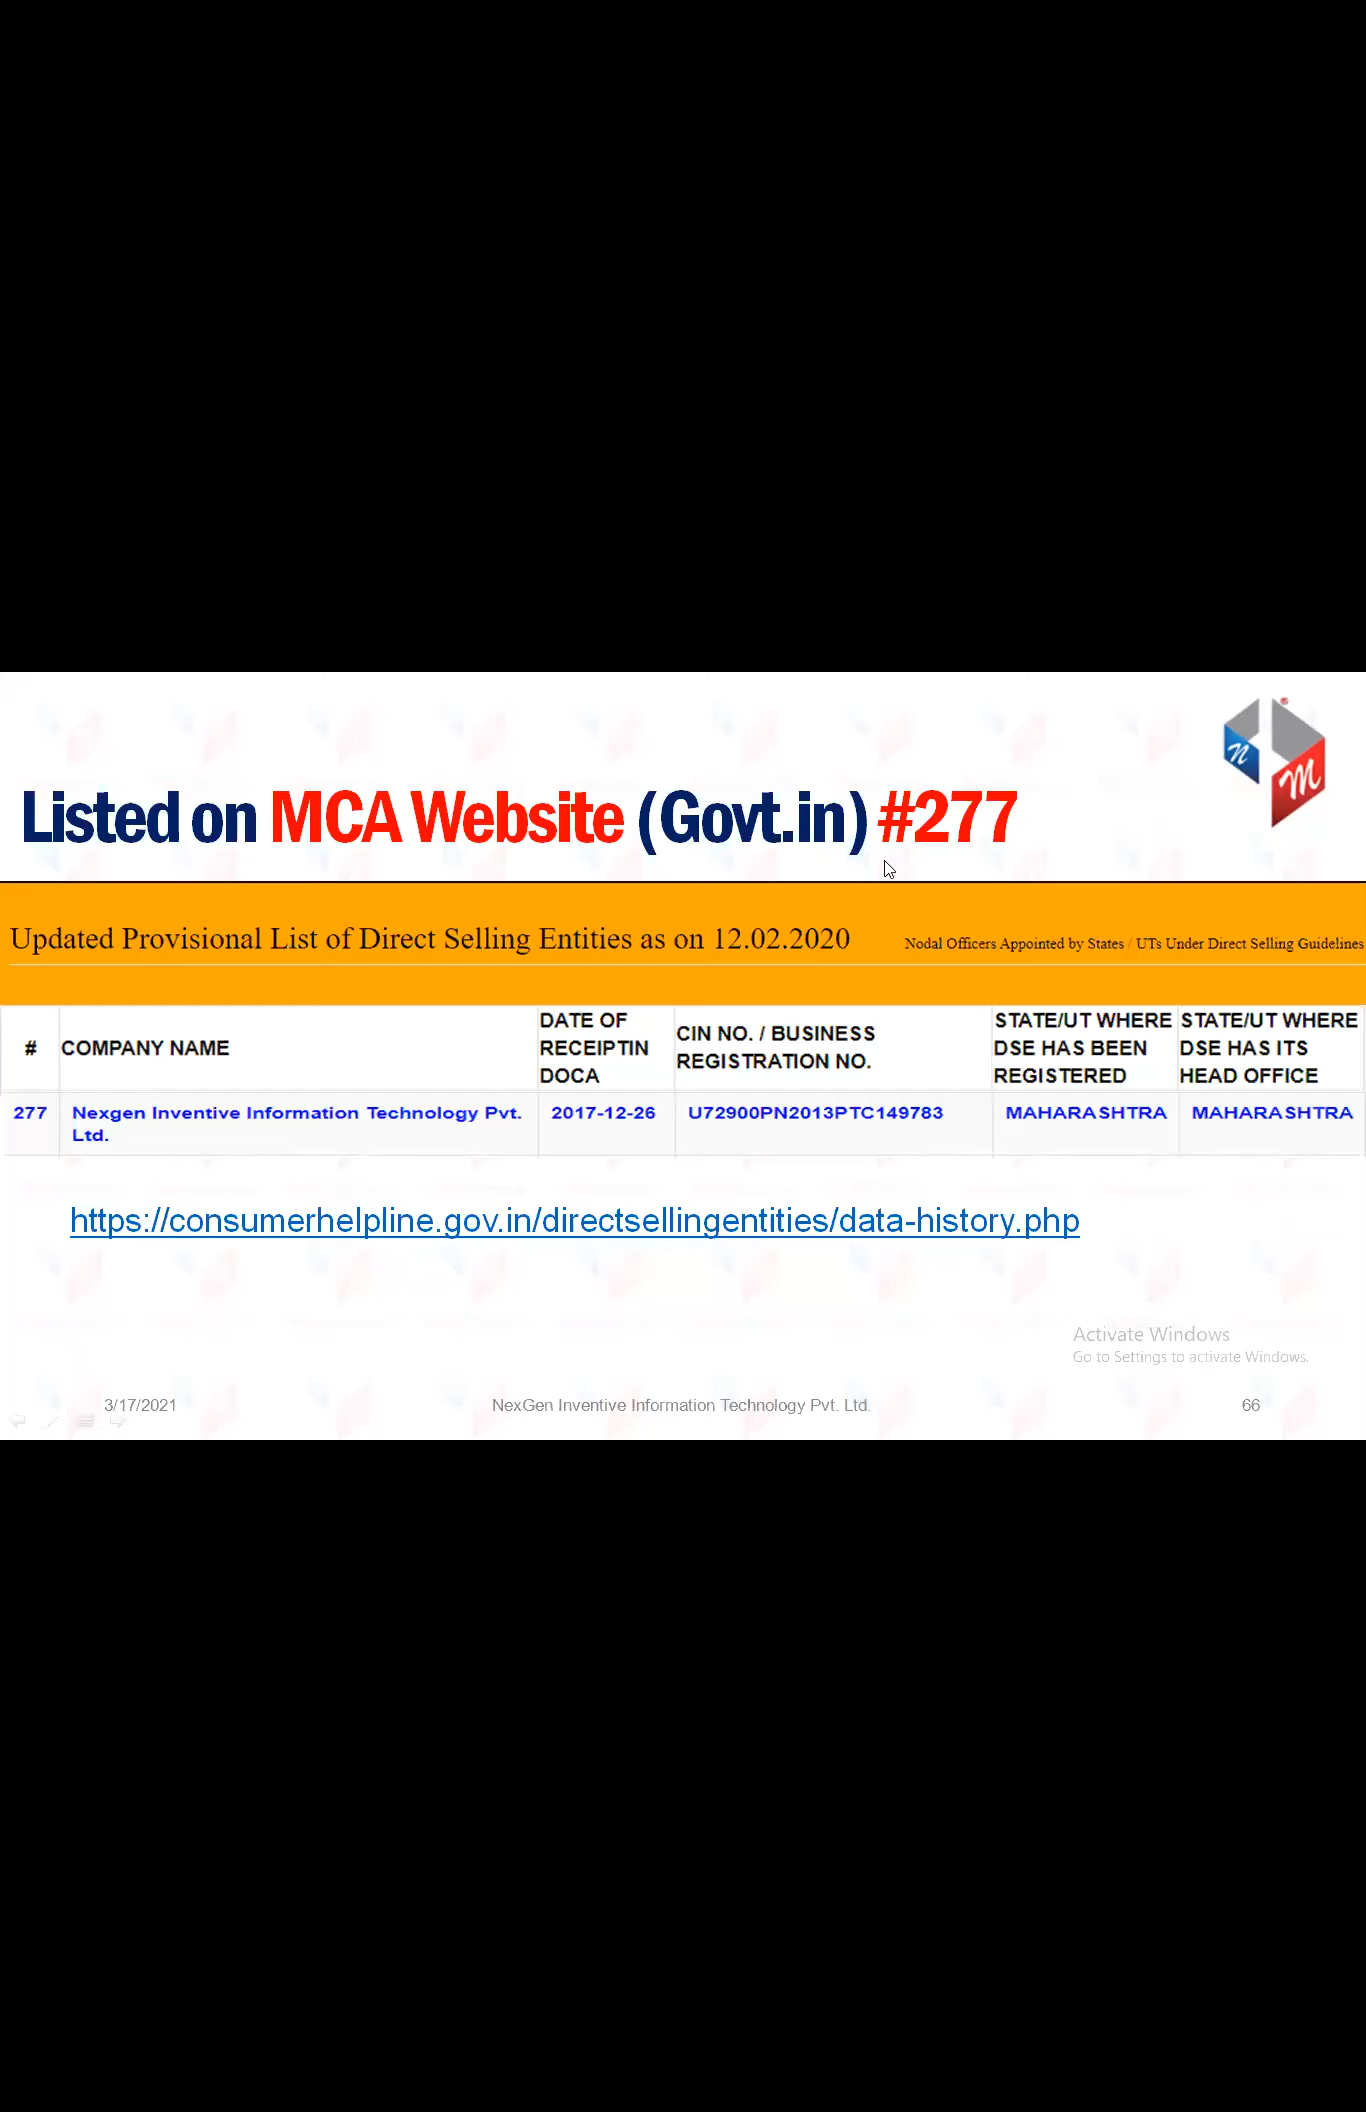 n
m
Listed on MCA Website (Govt.in) #277
Updated Provisional List of Direct Selling Entities as on 12.02.2020
Nodal Officers Appointed by States / UTs Under Direct Selling Guidelines
#
COMPANY NAME
DATE OF
RECEIPTIN
DOCA
CIN NO. / BUSINESS
REGISTRATION NO.
STATE/UT WHERE
DSE HAS BEEN
REGISTERED
STATE/UT WHERE
DSE HAS ITS
HEAD OFFICE
277
Nexgen Inventive Information Technology Pvt.
Ltd.
2017-12-26
U72900PN2013PTC149783
MAHARASHTRA
MAHARASHTRA
https://consumerhelpline.gov.in/directsellingentities/data-history.php
Activate Windows
Go to Settings to activate Windows.
3/17/2021
NexGen Inventive Information Technology Pvt. Ltd.
66